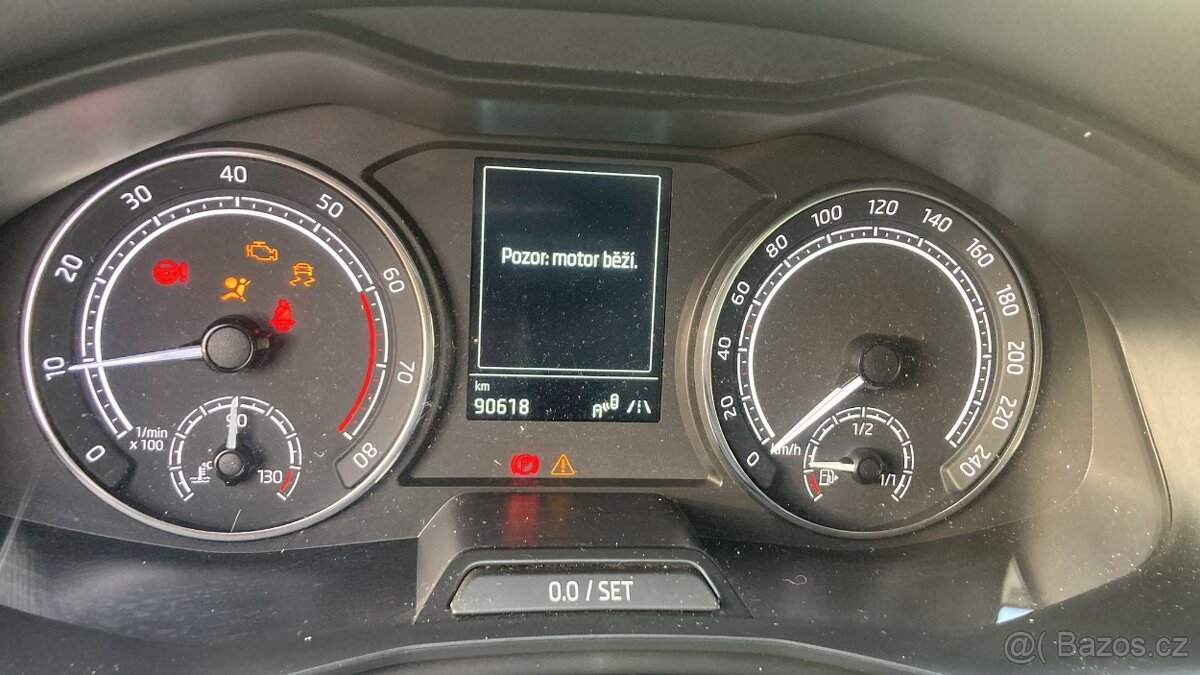 0 10 20 30 40 50 60 70 80
1/min
x 100
90
130
°C
Pozor: motor běží.
km
90618
A 8
P
0 20 40 60 80 100 120 140 160 180 200 220 240
km/h
1/2
1/1
0.0 / SET
@( Bazos.cz